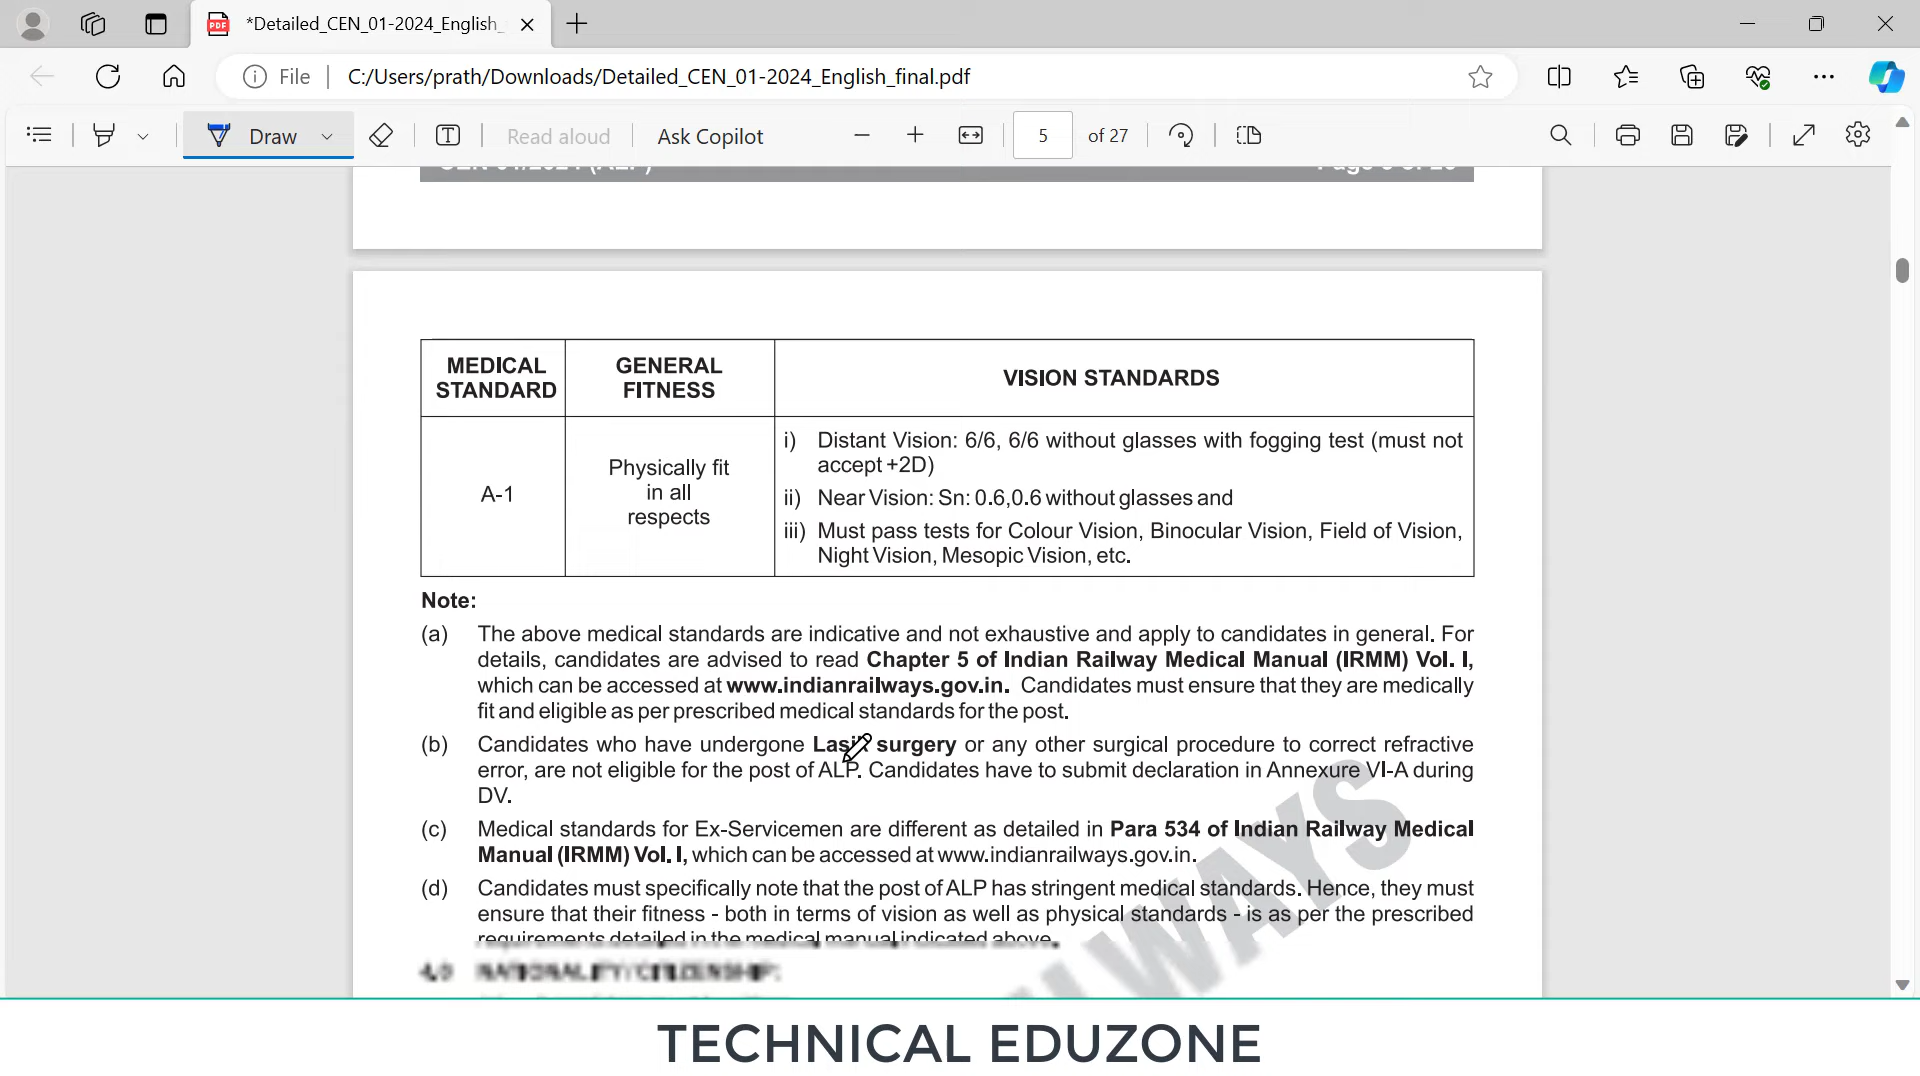 *Detailed_CEN_01-2024_English_
File
C:/Users/prath/Downloads/Detailed_CEN_01-2024_English_final.pdf
Draw
Read aloud
Ask Copilot
5
of 27
MEDICAL STANDARD
GENERAL FITNESS
VISION STANDARDS
A-1
Physically fit
in all
respects
i) Distant Vision: 6/6, 6/6 without glasses with fogging test (must not
accept +2D)
ii) Near Vision: Sn: 0.6,0.6 without glasses and
iii) Must pass tests for Colour Vision, Binocular Vision, Field of Vision,
Night Vision, Mesopic Vision, etc.
Note:
(a) The above medical standards are indicative and not exhaustive and apply to candidates in general. For
details, candidates are advised to read Chapter 5 of Indian Railway Medical Manual (IRMM) Vol. I,
which can be accessed at www.indianrailways.gov.in. Candidates must ensure that they are medically
fit and eligible as per prescribed medical standards for the post.
(b) Candidates who have undergone Lasik surgery or any other surgical procedure to correct refractive
error, are not eligible for the post of ALP. Candidates have to submit declaration in Annexure VI-A during
DV.
(c) Medical standards for Ex-Servicemen are different as detailed in Para 534 of Indian Railway Medical
Manual (IRMM) Vol. I, which can be accessed at www.indianrailways.gov.in.
(d) Candidates must specifically note that the post of ALP has stringent medical standards. Hence, they must
ensure that their fitness - both in terms of vision as well as physical standards - is as per the prescribed
requirements detailed in the medical manual indicated above.
4.0 NATIONALITY/CITIZENSHIP:
WAYS
TECHNICAL EDUZONE